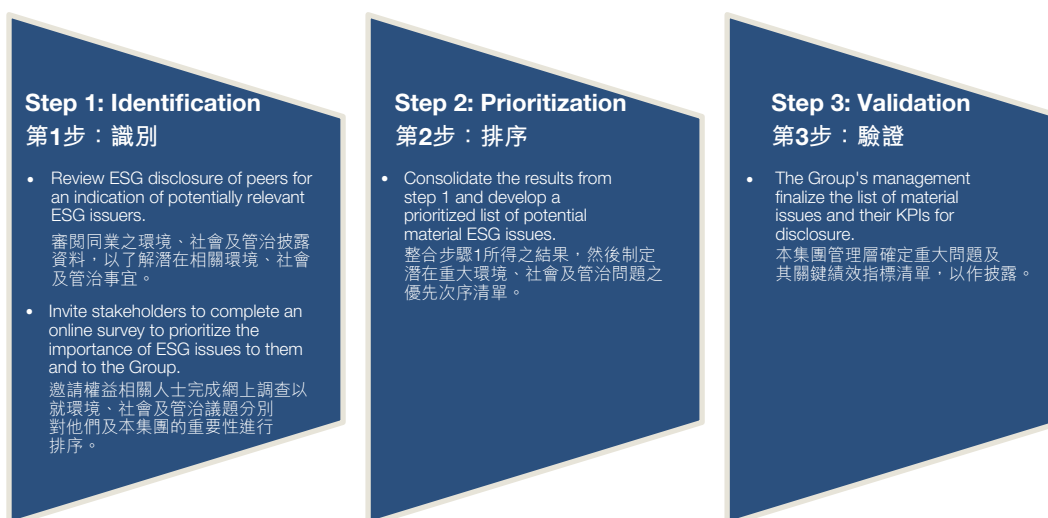 Step 1: Identification
第1步：識別
• Review ESG disclosure of peers for
an indication of potentially relevant
ESG issuers.
審閱同業之環境、社會及管治披露
資料，以了解潛在相關環境、社會
及管治事宜。
• Invite stakeholders to complete an
online survey to prioritize the
importance of ESG issues to them
and to the Group.
邀請權益相關人士完成網上調查以
就環境、社會及管治議題分別
對他們及本集團的重要性進行
排序。
Step 2: Prioritization
第2步：排序
• Consolidate the results from
step 1 and develop a
prioritized list of potential
material ESG issues.
整合步驟1所得之結果，然後制定
潛在重大環境、社會及管治問題之
優先次序清單。
Step 3: Validation
第3步：驗證
• The Group's management
finalize the list of material
issues and their KPIs for
disclosure.
本集團管理層確定重大問題及
其關鍵績效指標清單，以作披露。